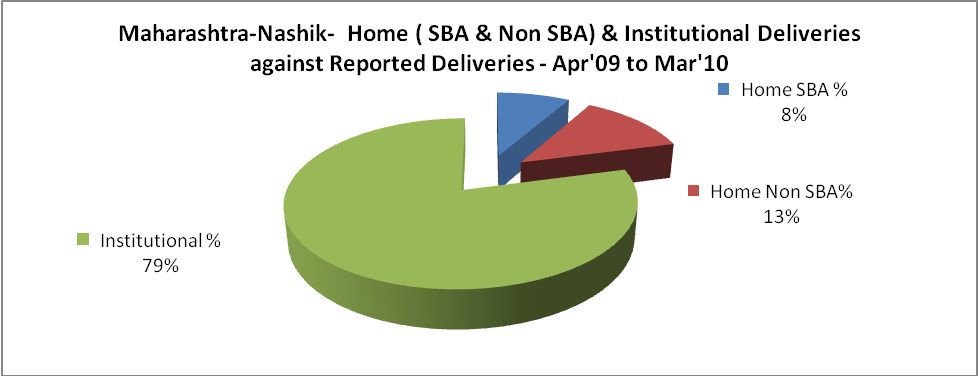 Maharashtra-Nashik-  Home ( SBA & Non SBA) & Institutional Deliveries
against Reported Deliveries - Apr'09 to Mar'10
Home SBA %
8%
Home Non SBA%
13%
Institutional %
79%